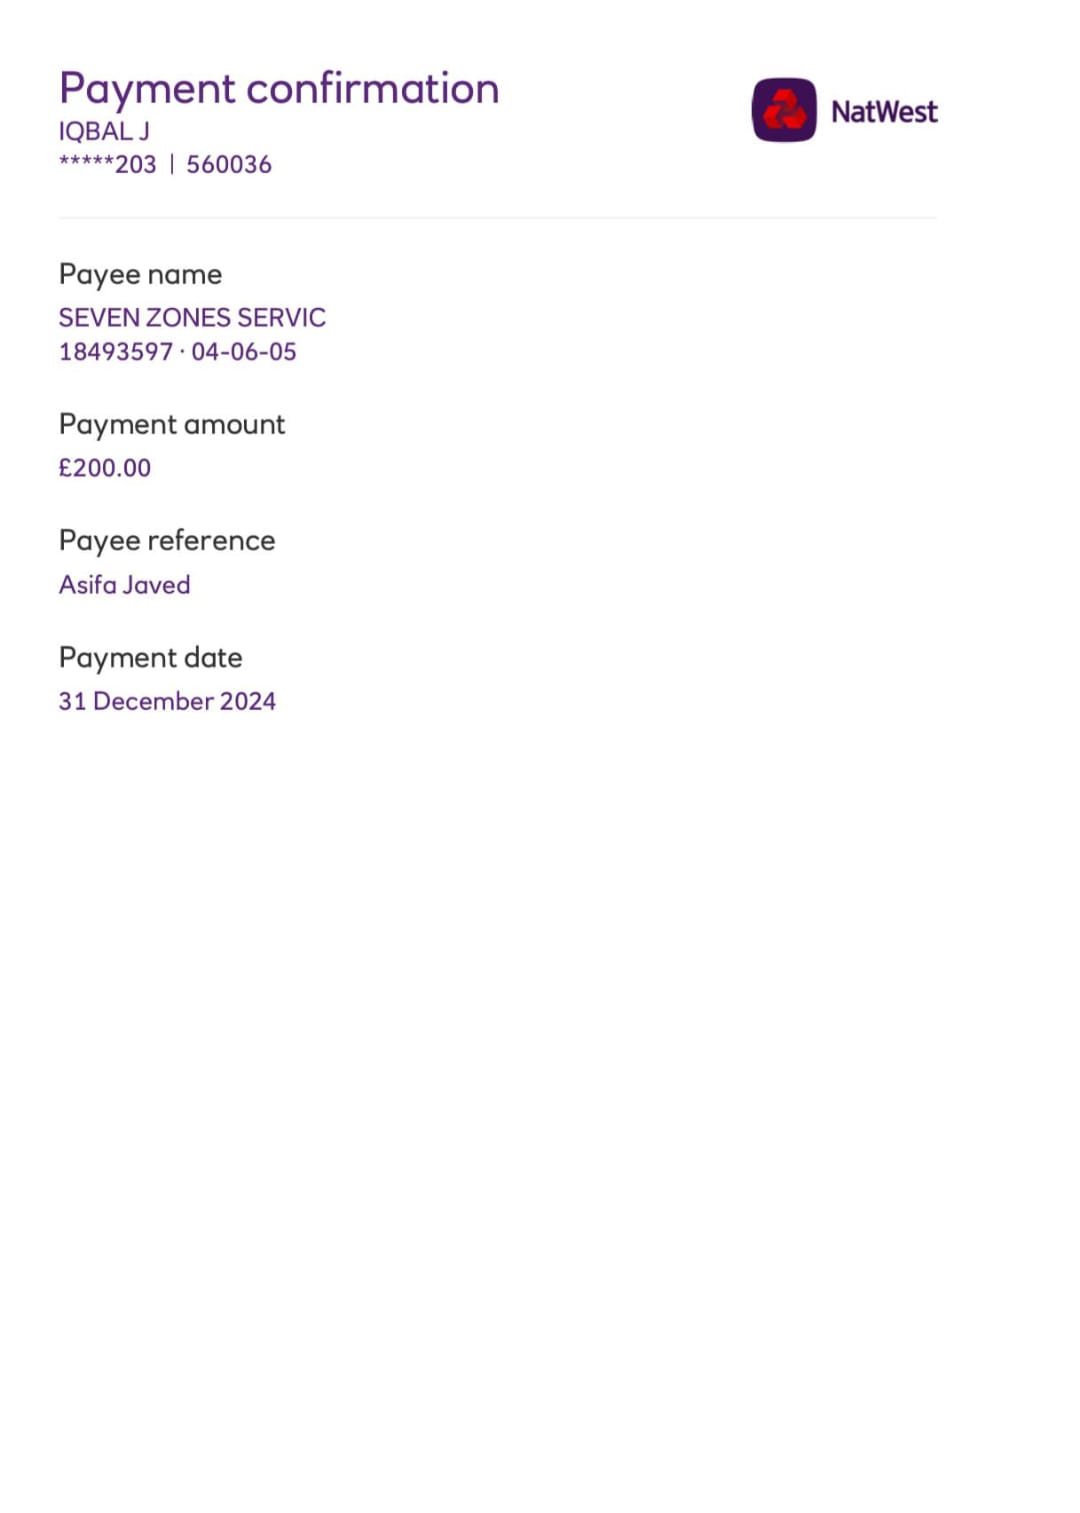 Payment confirmation
IQBAL J
*****203 | 560036
NatWest
Payee name
SEVEN ZONES SERVIC
18493597 · 04-06-05
Payment amount
£200.00
Payee reference
Asifa Javed
Payment date
31 December 2024